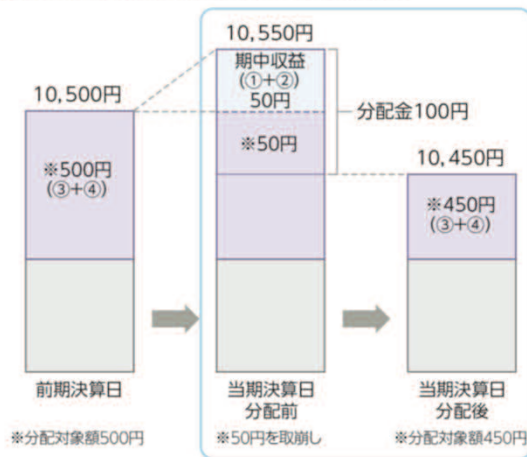 10,500円
※500円
(③+④)
前期決算日
※分配対象額500円
10,550円
期中収益
(①+②)
50円
※50円
分配金100円
当期決算日
分配前
※50円を取崩し
10,450円
※450円
(③+④)
当期決算日
分配後
※分配対象額450円